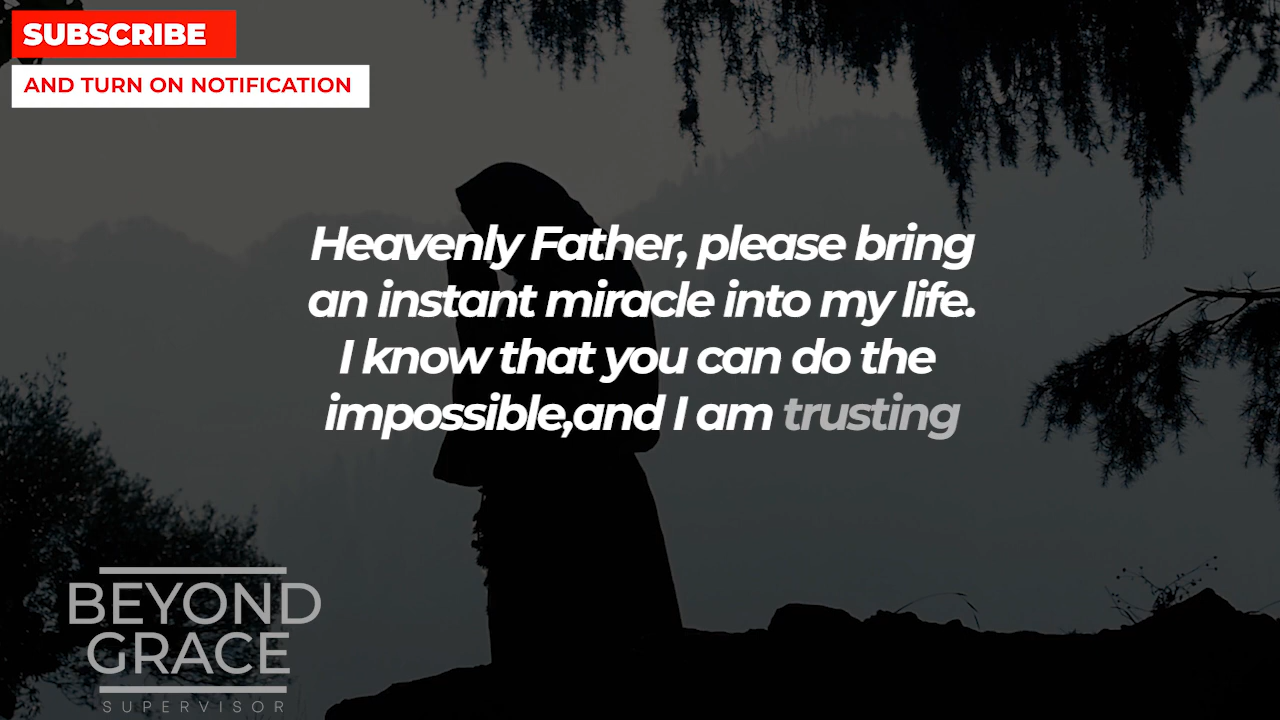 SUBSCRIBE
AND TURN ON NOTIFICATION
Heavenly Father, please bring
an instant miracle into my life.
I know that you can do the
impossible,and I am trusting
BEYOND
GRACE
SUPERVISOR